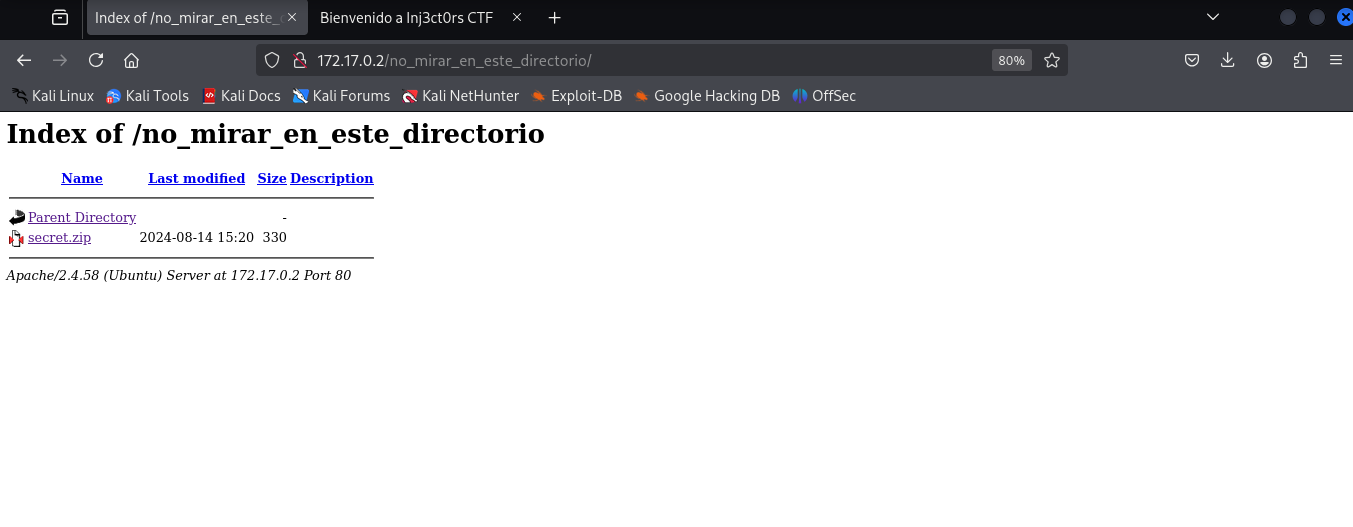 Index of /no_mirar_en_este_c Bienvenido a Inj3ct0rs CTF
172.17.0.2/no_mirar_en_este_directorio/ 80%
Kali Linux Kali Tools Kali Docs Kali Forums Kali NetHunter Exploit-DB Google Hacking DB OffSec
Index of /no_mirar_en_este_directorio
Name Last modified Size Description
Parent Directory -
secret.zip 2024-08-14 15:20 330
Apache/2.4.58 (Ubuntu) Server at 172.17.0.2 Port 80